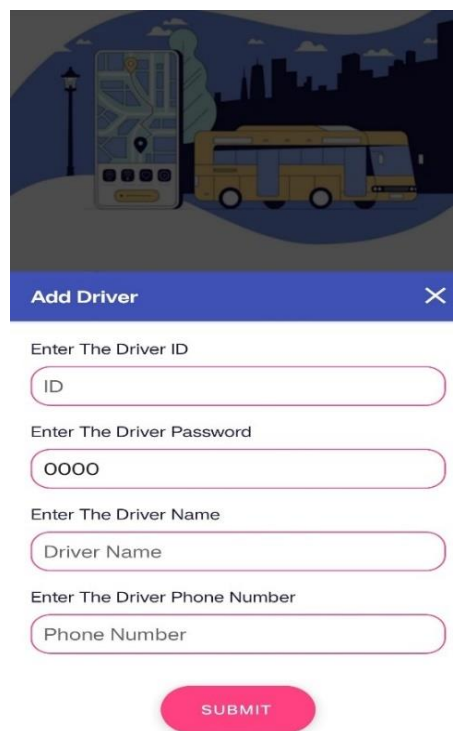 Add Driver
Enter The Driver ID
ID
Enter The Driver Password
0000
Enter The Driver Name
Driver Name
Enter The Driver Phone Number
Phone Number
SUBMIT